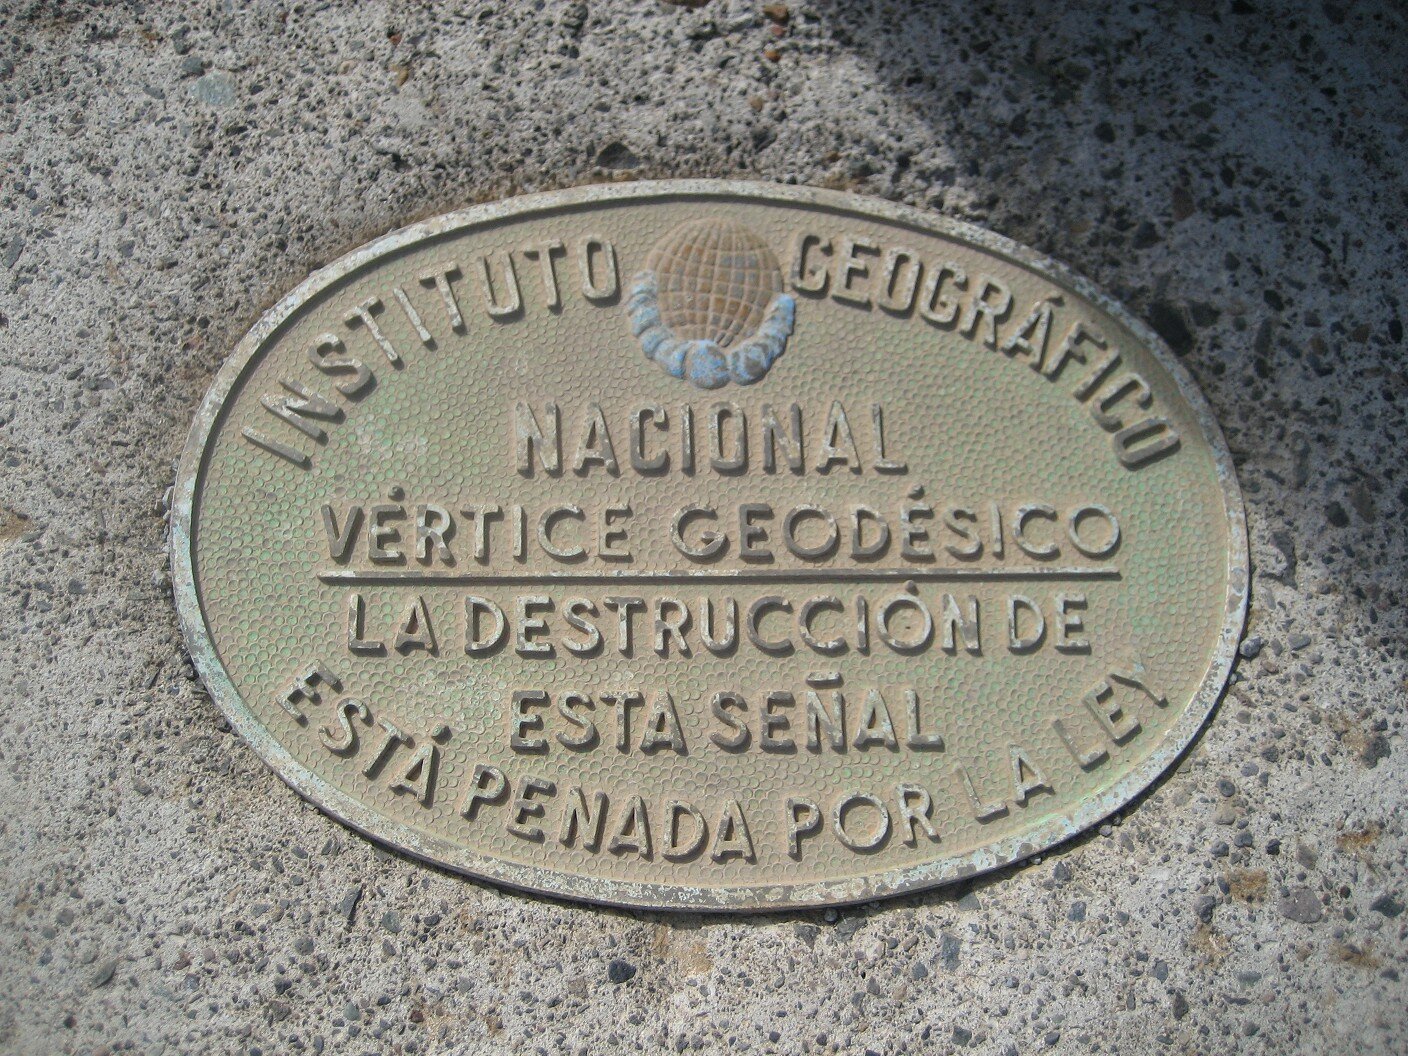 INSTITUTO GEOGRÁFICO
NACIONAL
VÉRTICE GEODÉSICO
LA DESTRUCCIÓN DE
ESTA SEÑAL
ESTÁ PENADA POR LA LEY